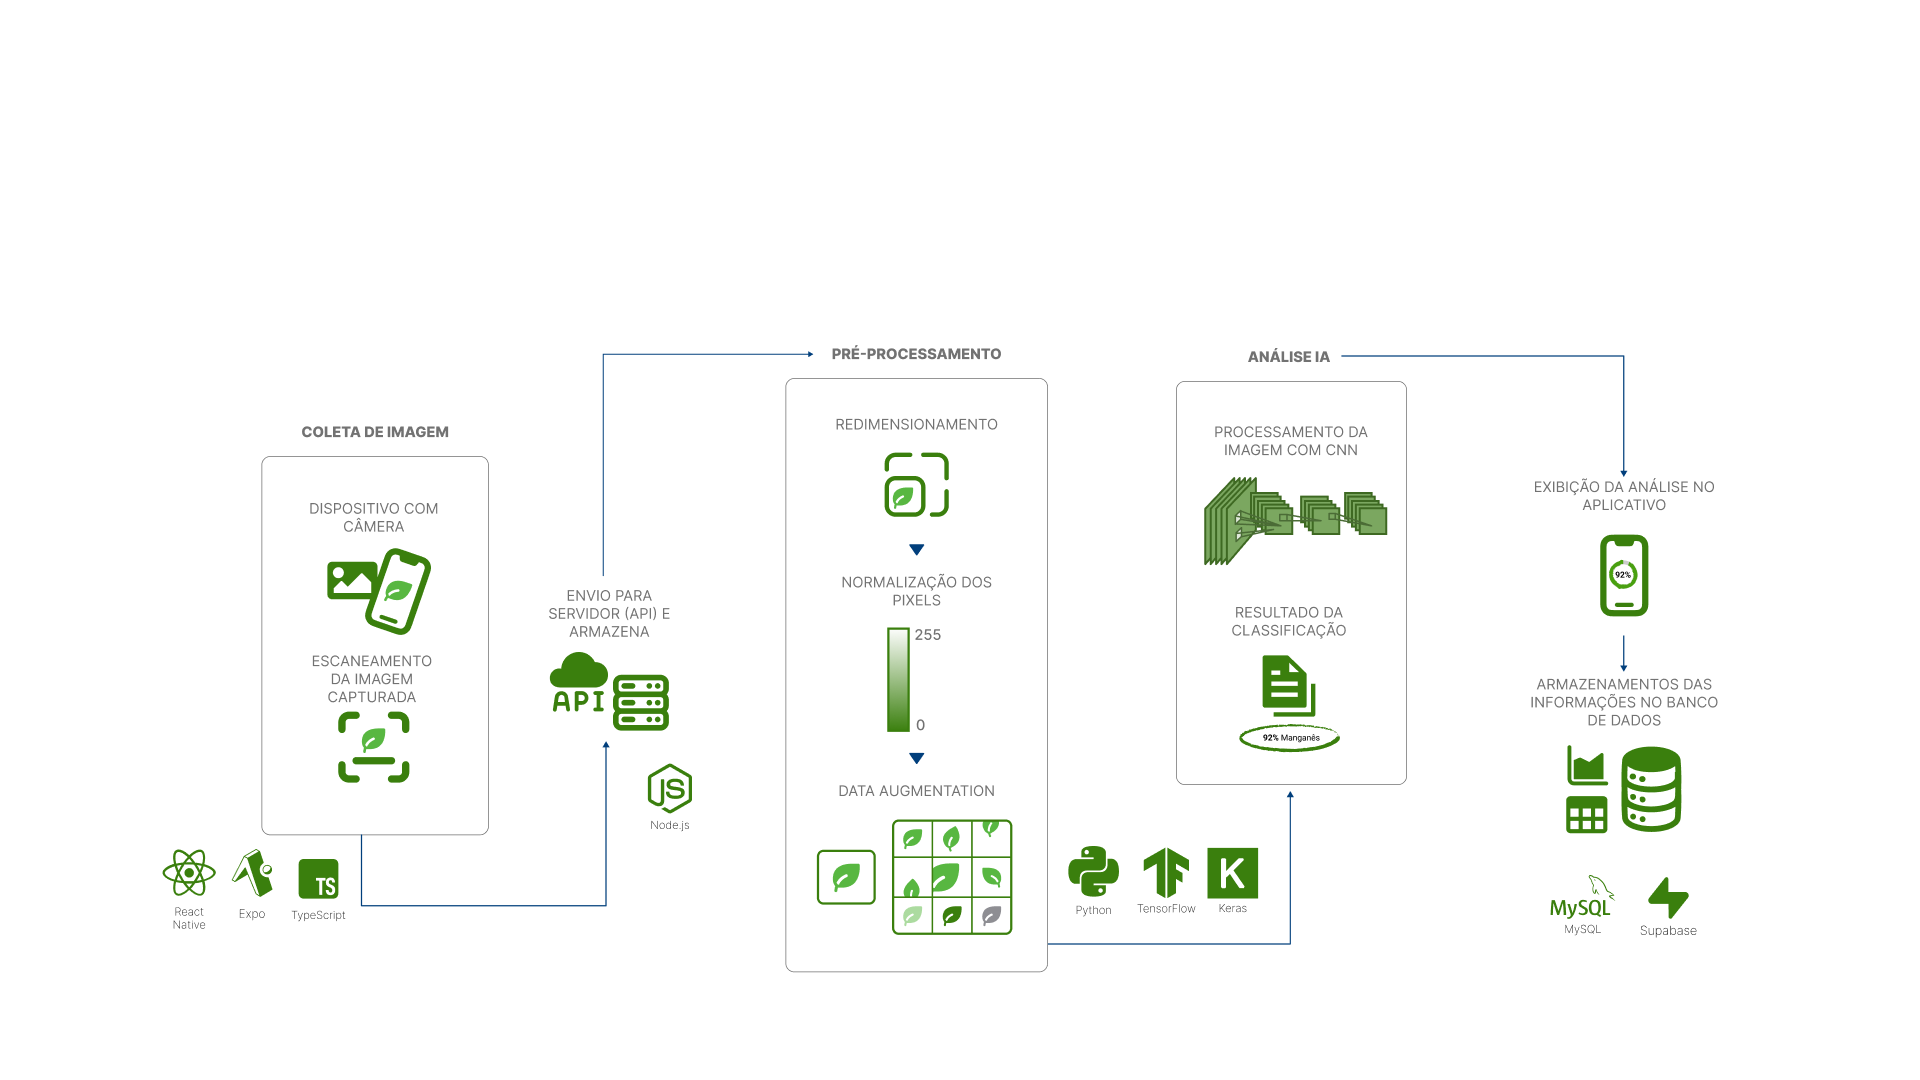 COLETA DE IMAGEM
DISPOSITIVO COM
CÂMERA
ESCANEAMENTO
DA IMAGEM
CAPTURADA
React
Native
Expo
TS
TypeScript
ENVIO PARA
SERVIDOR (API) E
ARMAZENA
API
JS
Node.js
PRÉ-PROCESSAMENTO
REDIMENSIONAMENTO
NORMALIZAÇÃO DOS
PIXELS
255
0
DATA AUGMENTATION
Python
TensorFlow
K
Keras
ANÁLISE IA
PROCESSAMENTO DA
IMAGEM COM CNN
RESULTADO DA
CLASSIFICAÇÃO
92% Manganês
EXIBIÇÃO DA ANÁLISE NO
APLICATIVO
92%
ARMAZENAMENTOS DAS
INFORMAÇÕES NO BANCO
DE DADOS
MySQL
MySQL
Supabase